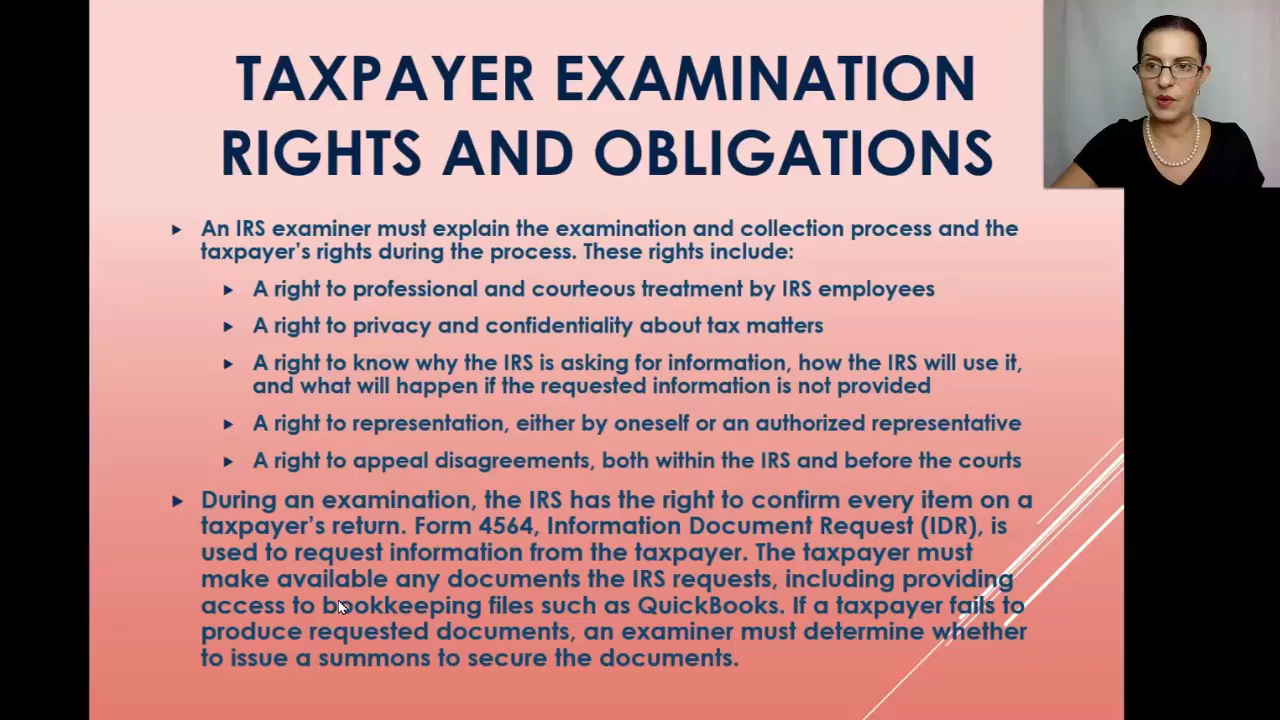 TAXPAYER EXAMINATION
RIGHTS AND OBLIGATIONS
An IRS examiner must explain the examination and collection process and the
taxpayer's rights during the process. These rights include:
A right to professional and courteous treatment by IRS employees
A right to privacy and confidentiality about tax matters
A right to know why the IRS is asking for information, how the IRS will use it,
and what will happen if the requested information is not provided
A right to representation, either by oneself or an authorized representative
A right to appeal disagreements, both within the IRS and before the courts
During an examination, the IRS has the right to confirm every item on a
taxpayer's return. Form 4564, Information Document Request (IDR), is
used to request information from the taxpayer. The taxpayer must
make available any documents the IRS requests, including providing
access to bookkeeping files such as QuickBooks. If a taxpayer fails to
produce requested documents, an examiner must determine whether
to issue a summons to secure the documents.